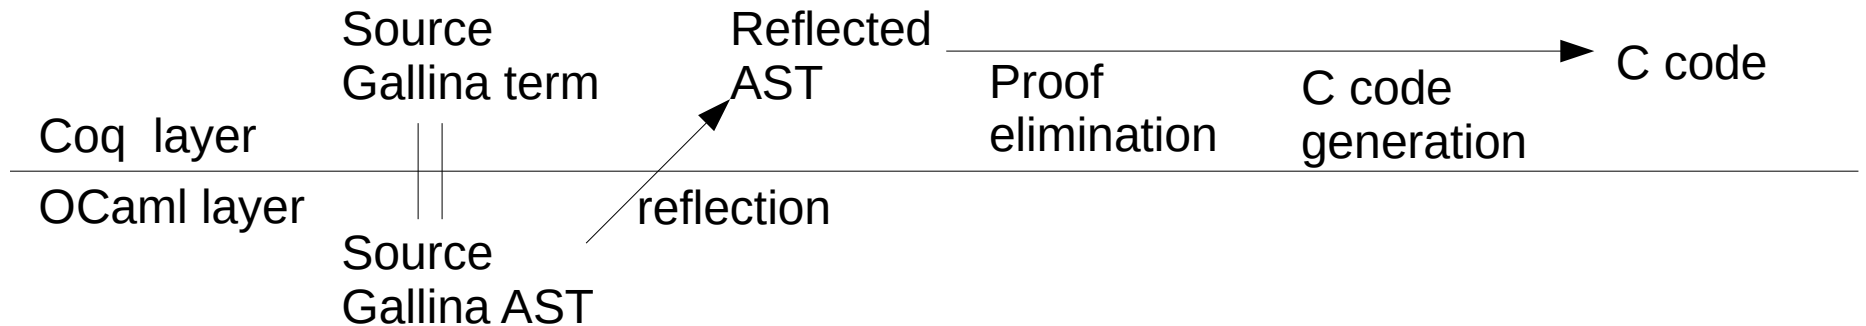 Source
Gallina term
Reflected
AST
Proof
elimination
C code
generation
C code
Coq layer
OCaml layer
reflection
Source
Gallina AST